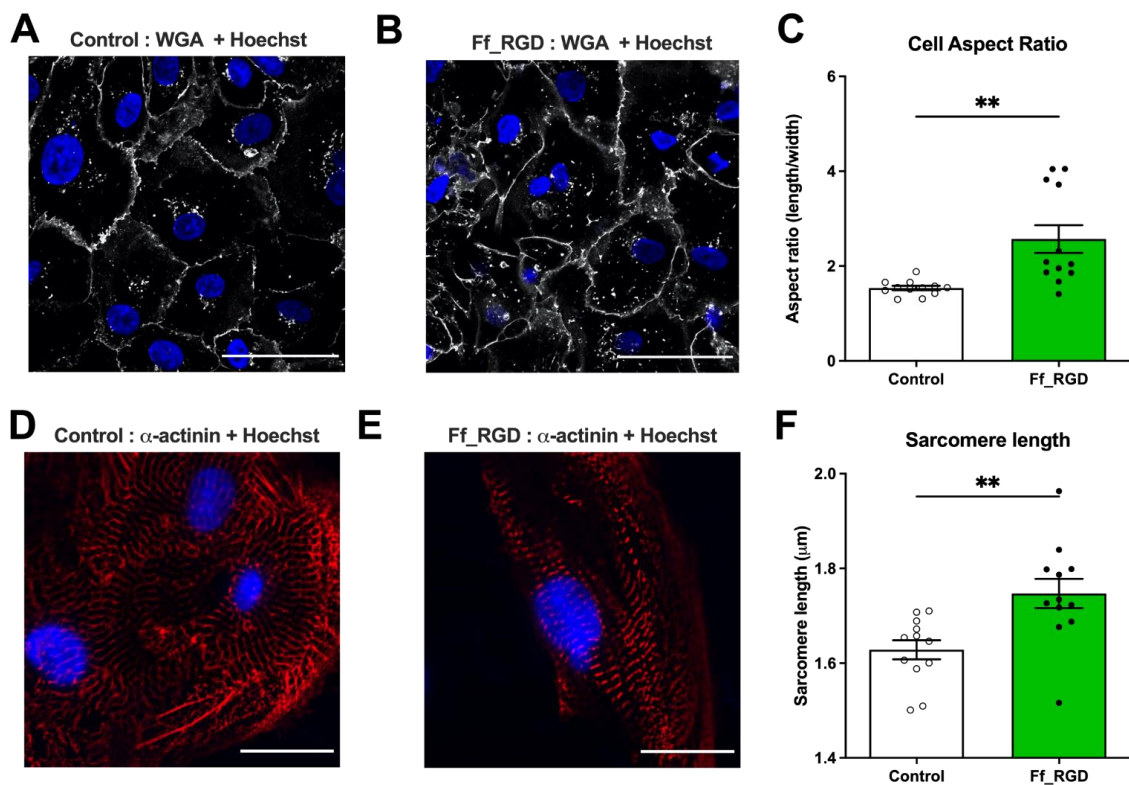 A
Control : WGA + Hoechst
B
Ff_RGD : WGA + Hoechst
C
Cell Aspect Ratio
Aspect ratio (length/width)
6
4
2
0
**
Control
Ff_RGD
D
Control : α-actinin + Hoechst
E
Ff_RGD : α-actinin + Hoechst
F
Sarcomere length
Sarcomere length (μm)
2.0
1.8
1.6
1.4
**
Control
Ff_RGD